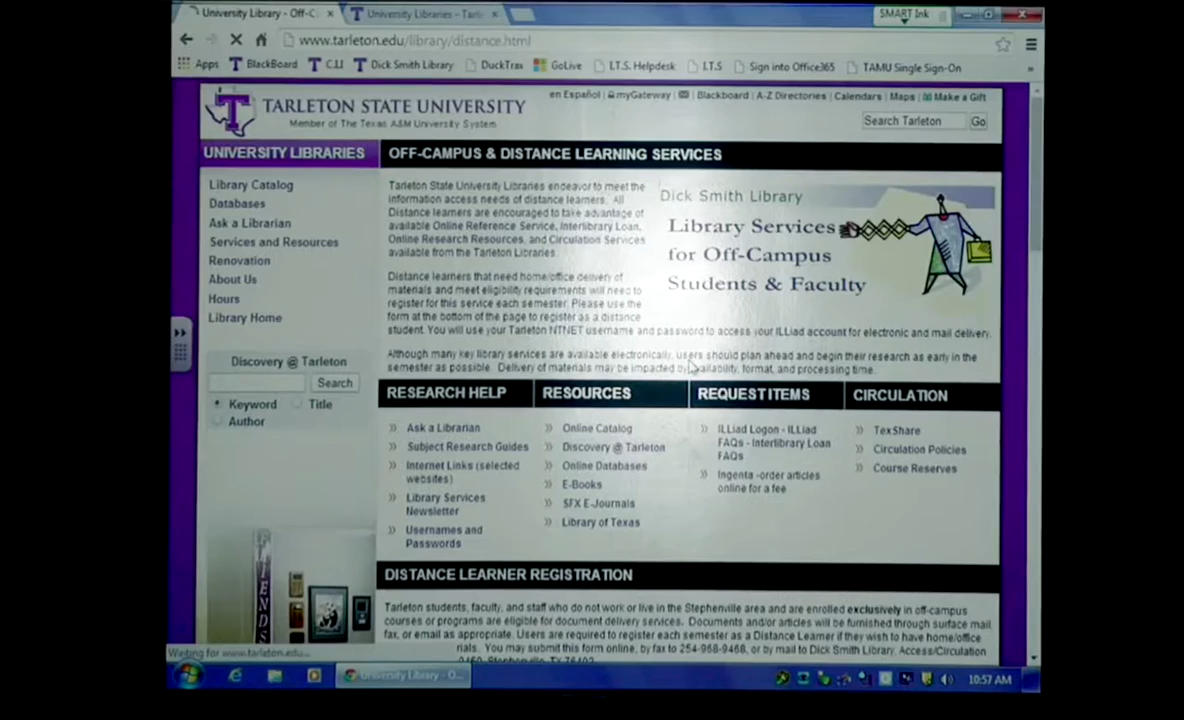 University Library - Off-C
University Libraries - Tarle
SMART Ink
www.tarleton.edu/library/distance.html
Apps
BlackBoard
C.I.I
Dick Smith Library
DuckTrax
GoLive
I.T.S. Helpdesk
I.T.S
Sign into Office365
TAMU Single Sign-On
TARLETON STATE UNIVERSITY
Member of The Texas A&M University System
en Español | myGateway | Blackboard | A-Z Directories | Calendars | Maps | Make a Gift
Search Tarleton
Go
UNIVERSITY LIBRARIES
Library Catalog
Databases
Ask a Librarian
Services and Resources
Renovation
About Us
Hours
Library Home
Discovery @ Tarleton
Search
Keyword
Title
Author
FRIENDS
OFF-CAMPUS & DISTANCE LEARNING SERVICES
Tarleton State University Libraries endeavor to meet the
information access needs of distance learners. All
Distance learners are encouraged to take advantage of
available Online Reference Service, Interlibrary Loan,
Online Research Resources, and Circulation Services
available from the Tarleton Libraries.
Dick Smith Library
Library Services
for Off-Campus
Students & Faculty
Distance learners that need home/office delivery of
materials and meet eligibility requirements will need to
register for this service each semester. Please use the
form at the bottom of the page to register as a distance
student. You will use your Tarleton NTNET username and password to access your ILLiad account for electronic and mail delivery.
Although many key library services are available electronically, users should plan ahead and begin their research as early in the
semester as possible. Delivery of materials may be impacted by availability, format, and processing time.
RESEARCH HELP
Ask a Librarian
Subject Research Guides
Internet Links (selected
websites)
Library Services
Newsletter
Usernames and
Passwords
RESOURCES
Online Catalog
Discovery @ Tarleton
Online Databases
E-Books
SFX E-Journals
Library of Texas
REQUEST ITEMS
ILLiad Logon - ILLiad
FAQs - Interlibrary Loan
FAQs
Ingenta -order articles
online for a fee
CIRCULATION
TexShare
Circulation Policies
Course Reserves
DISTANCE LEARNER REGISTRATION
Tarleton students, faculty, and staff who do not work or live in the Stephenville area and are enrolled exclusively in off-campus
courses or programs are eligible for document delivery services. Documents and/or articles will be furnished through surface mail
fax, or email as appropriate. Users are required to register each semester as a Distance Learner if they wish to have home/office
rials. You may submit this form online, by fax to 254-968-9468, or by mail to Dick Smith Library. Access/Circulation
Stephenville, TX 76402
Waiting for www.tarleton.edu...
University Library - O...
10:57 AM